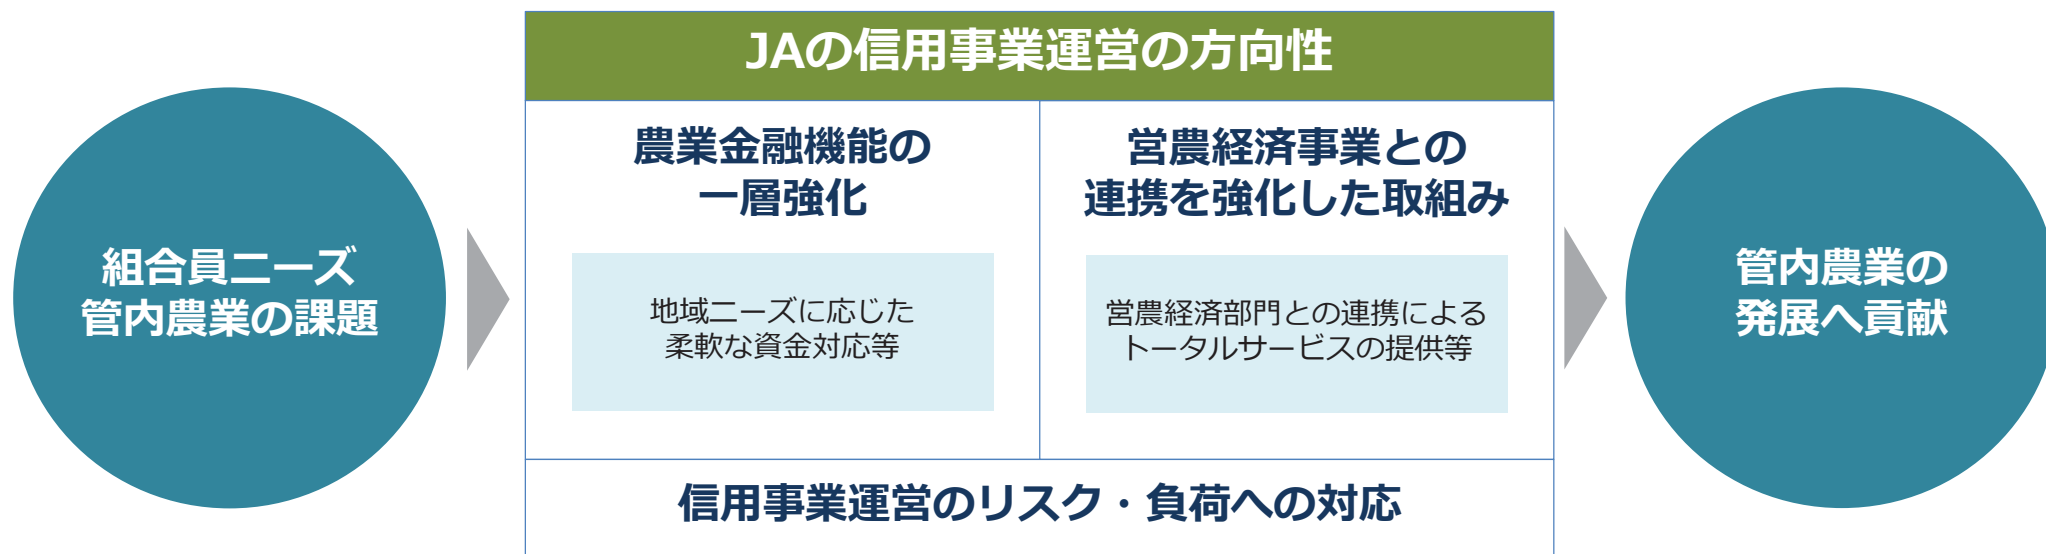 JAの信用事業運営の方向性
組合員ニーズ
管内農業の課題
農業金融機能の
一層強化
地域ニーズに応じた
柔軟な資金対応等
営農経済事業との
連携を強化した取組み
営農経済部門との連携による
トータルサービスの提供等
信用事業運営のリスク・負荷への対応
管内農業の
発展へ貢献